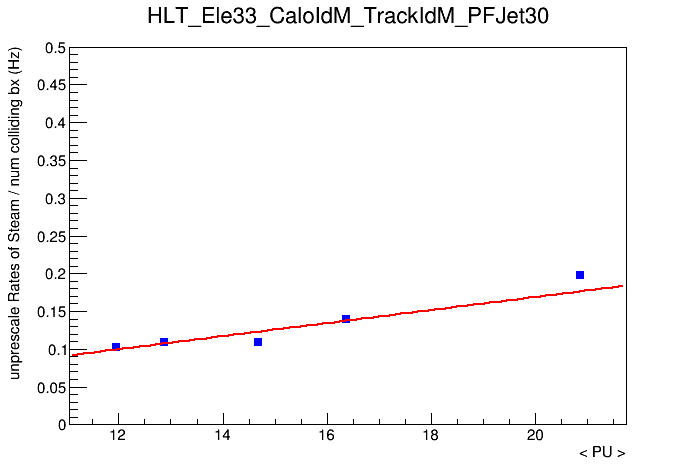 HLT_Ele33_CaloIdM_TrackIdM_PFJet30
unprescale Rates of Steam / num colliding bx (Hz)
0.5
0.45
0.4
0.35
0.3
0.25
0.2
0.15
0.1
0.05
0
12 14 16 18 20
< PU >